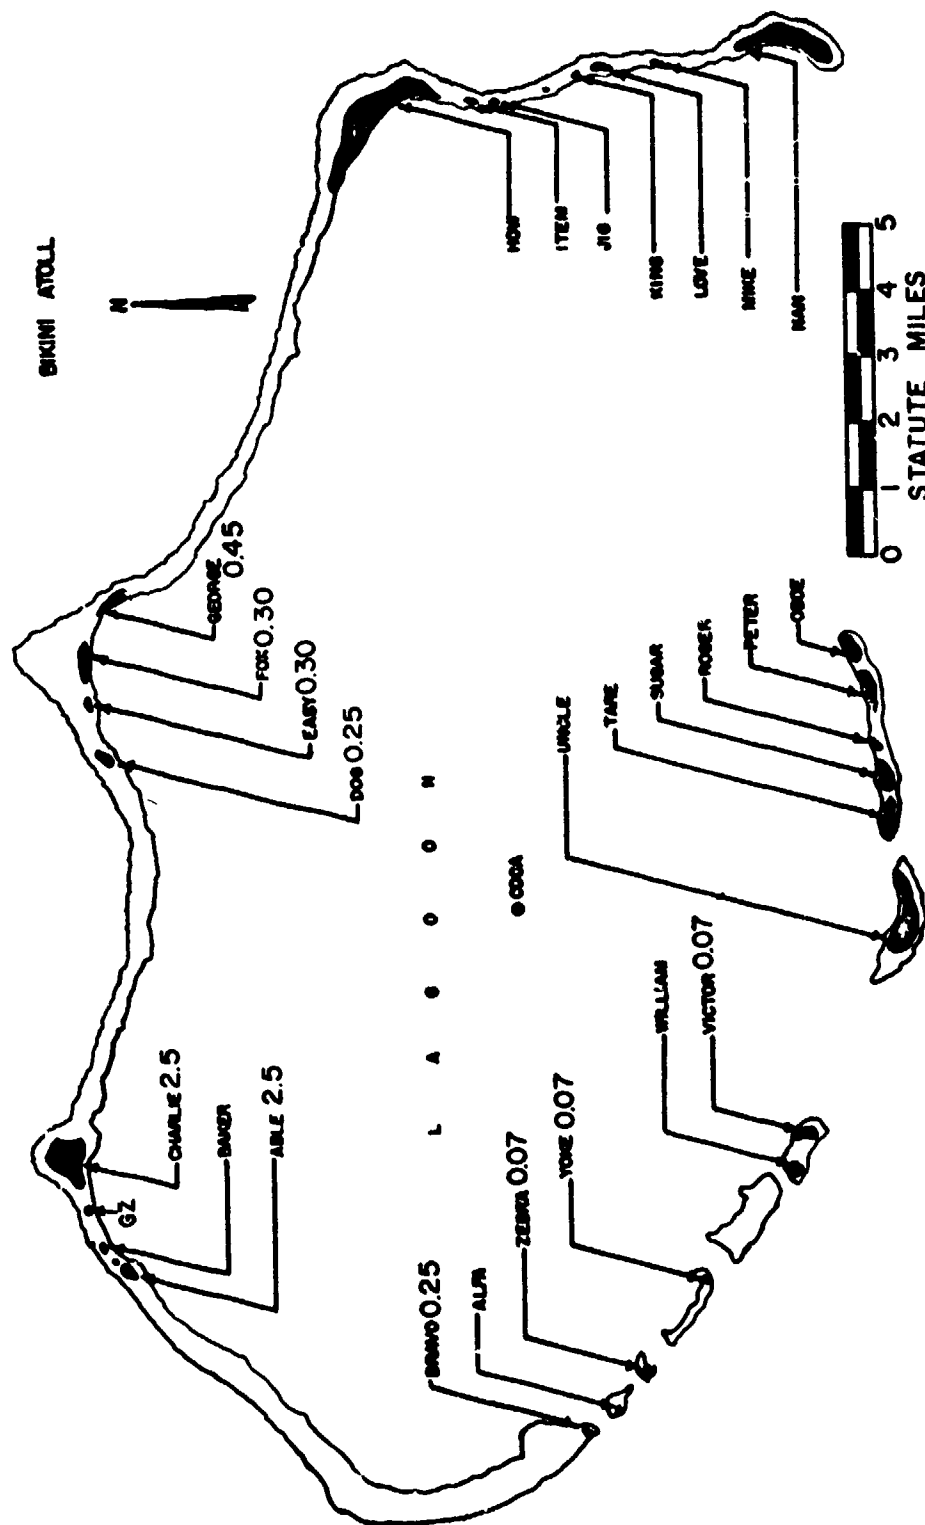 BIKINI ATOLL
N
GEORGE
0.45
FOX 0.30
EASY 0.30
DOG 0.25
CHARLIE 2.5
GZ
BAKER
ABLE 2.5
LAGOON
COCA
HOW
ITEM
JIG
KING
LOVE
MIKE
NAN
BRAVO 0.25
ALFA
ZEBRA 0.07
YOKE 0.07
WILLIAM
VICTOR 0.07
UNCLE
TARE
SUGAR
ROGER
PETER
OBOE
0 1 2 3 4 5
STATUTE MILES